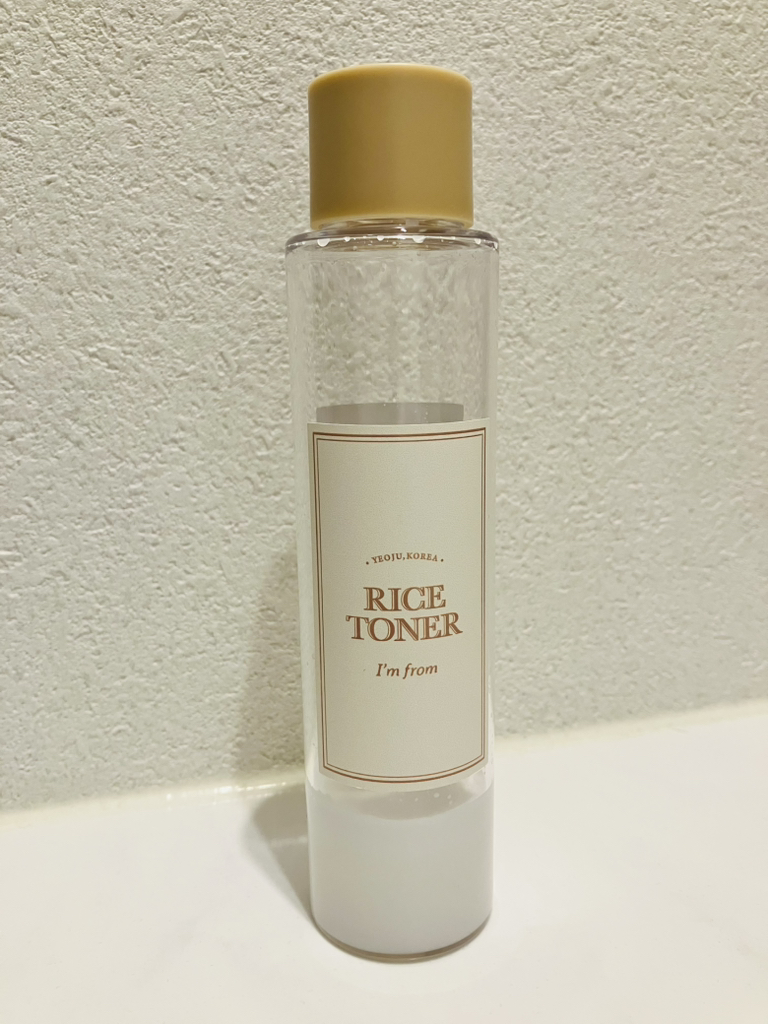 • YEOJU, KOREA •
RICE
TONER
I'm from